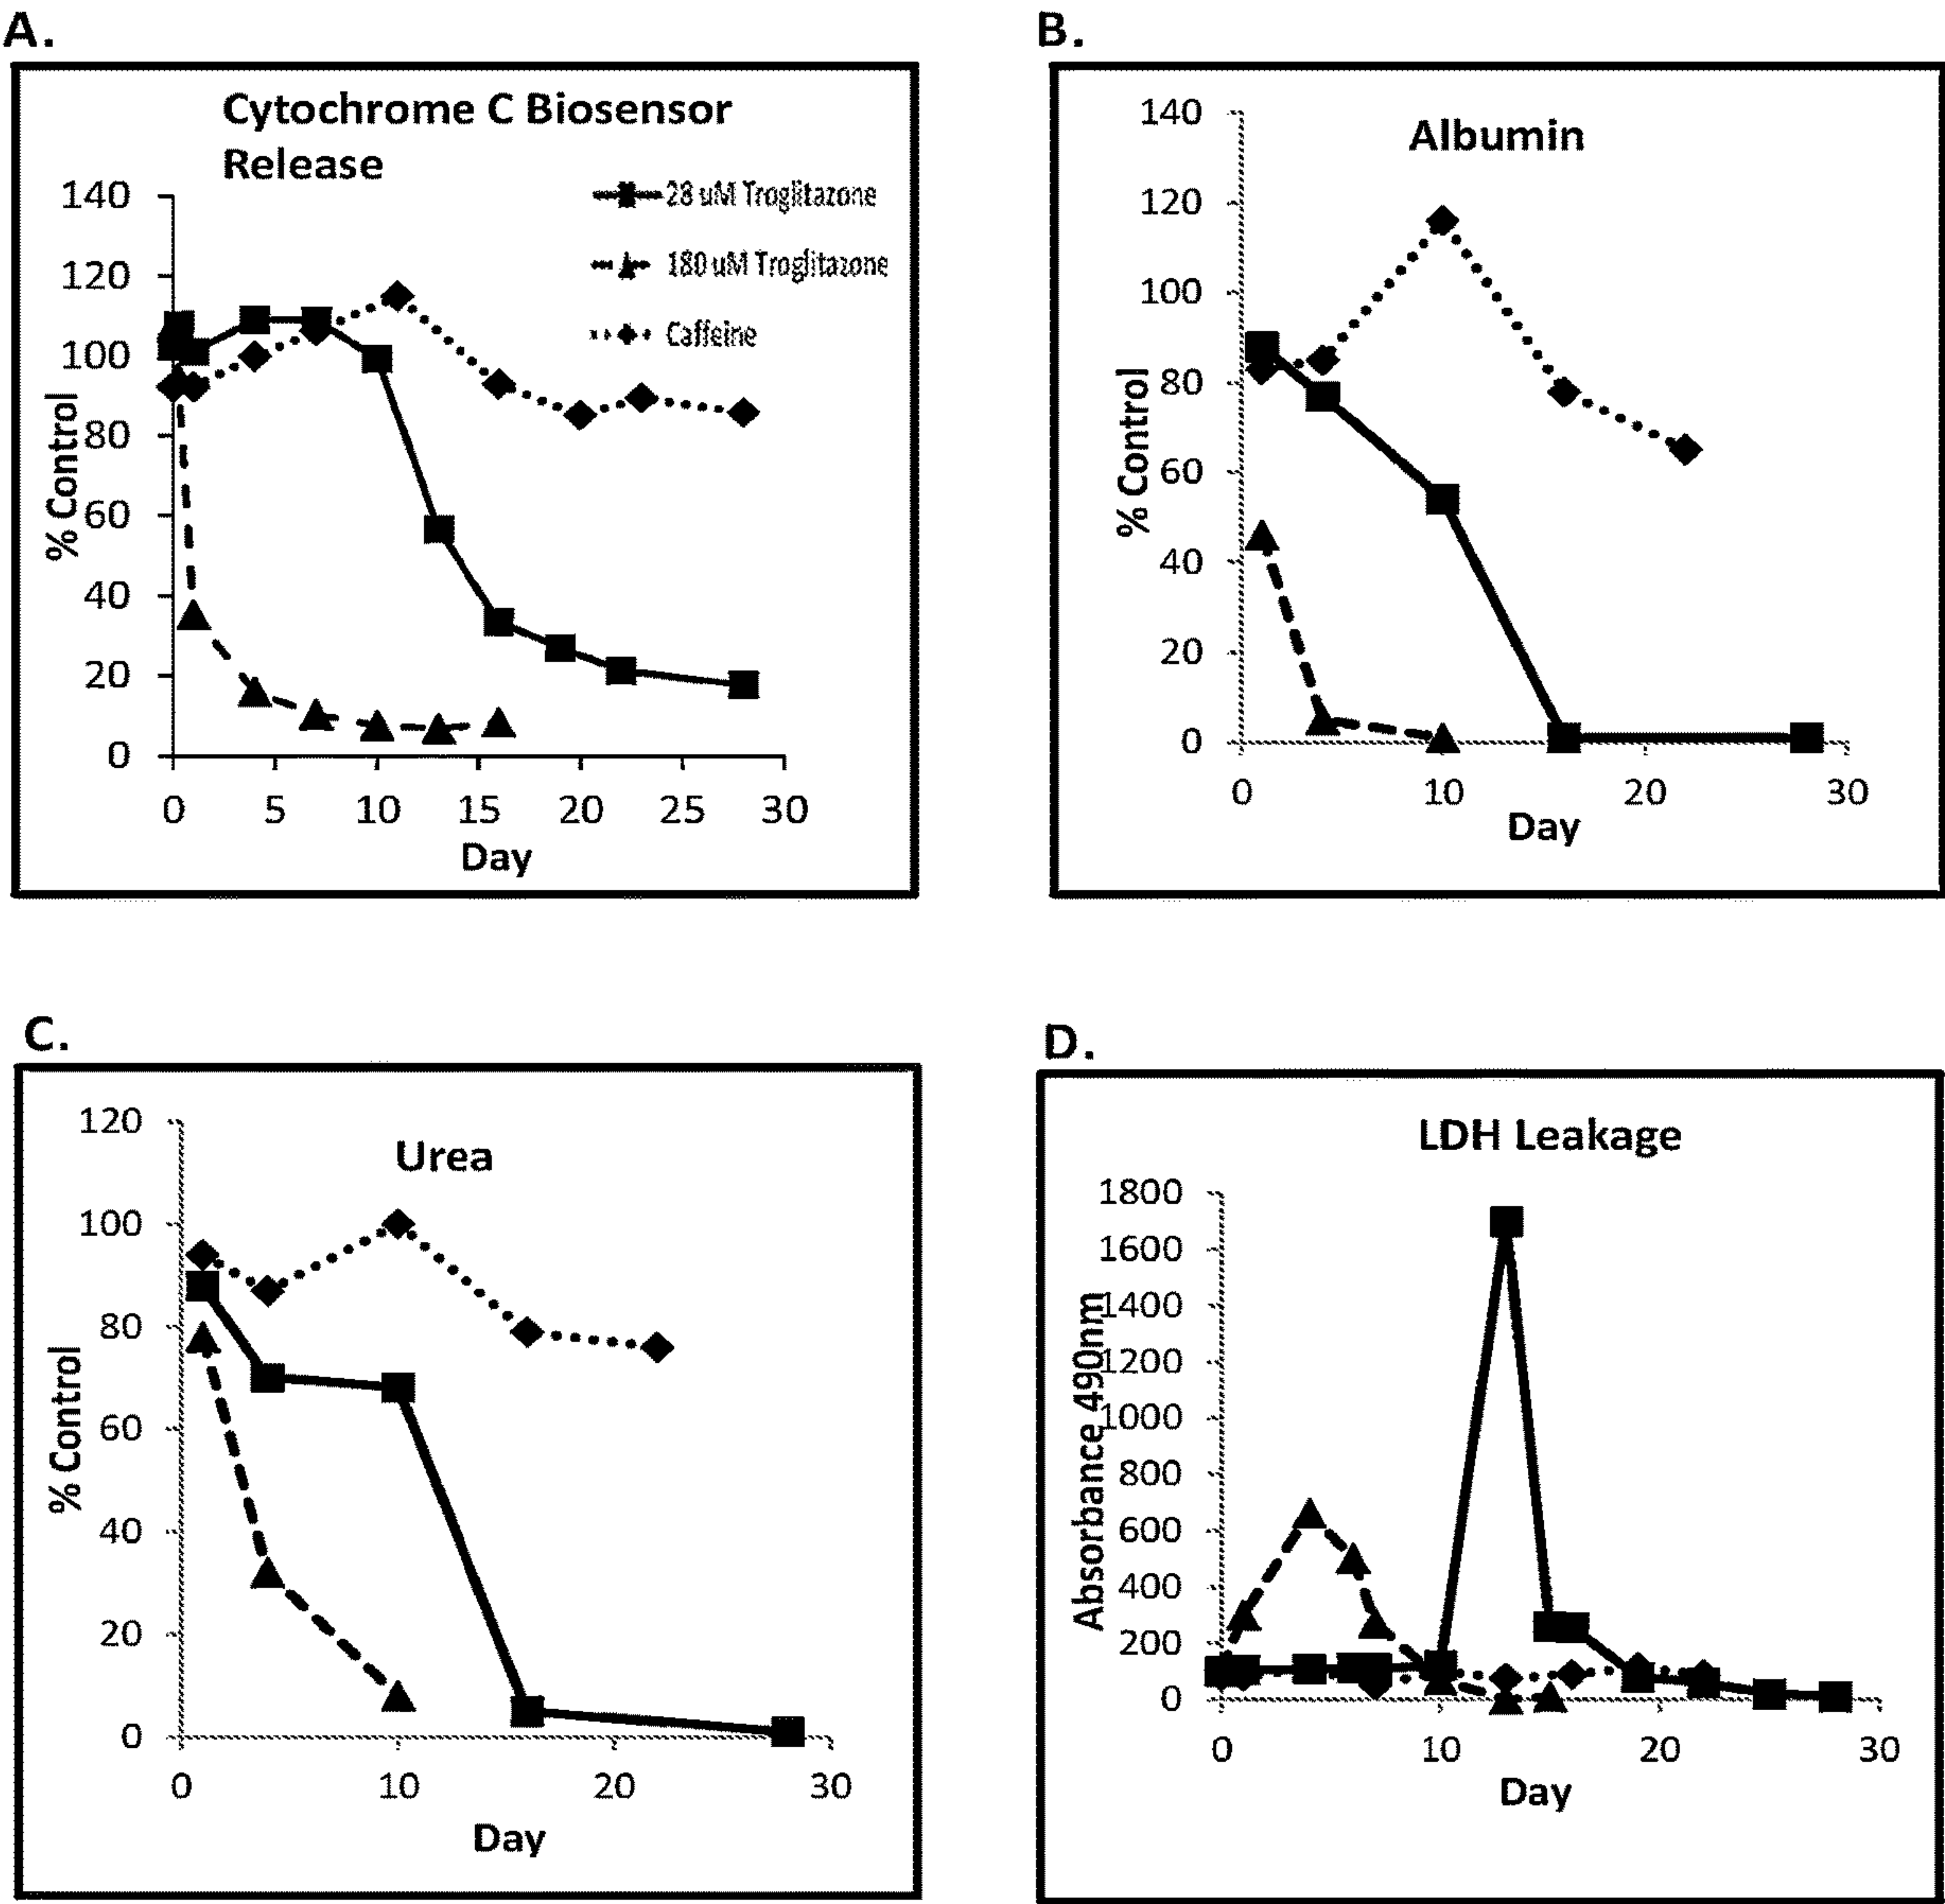 A.
Cytochrome C Biosensor
Release
28 uM Troglitazone
180 uM Troglitazone
Caffeine
140
120
100
80
60
40
20
0
% Control
0 5 10 15 20 25 30
Day
B.
Albumin
140
120
100
80
60
40
20
0
% Control
0 10 20 30
Day
C.
Urea
120
100
80
60
40
20
0
% Control
0 10 20 30
Day
D.
LDH Leakage
1800
1600
1400
1200
1000
800
600
400
200
0
Absorbance 490nm
0 10 20 30
Day